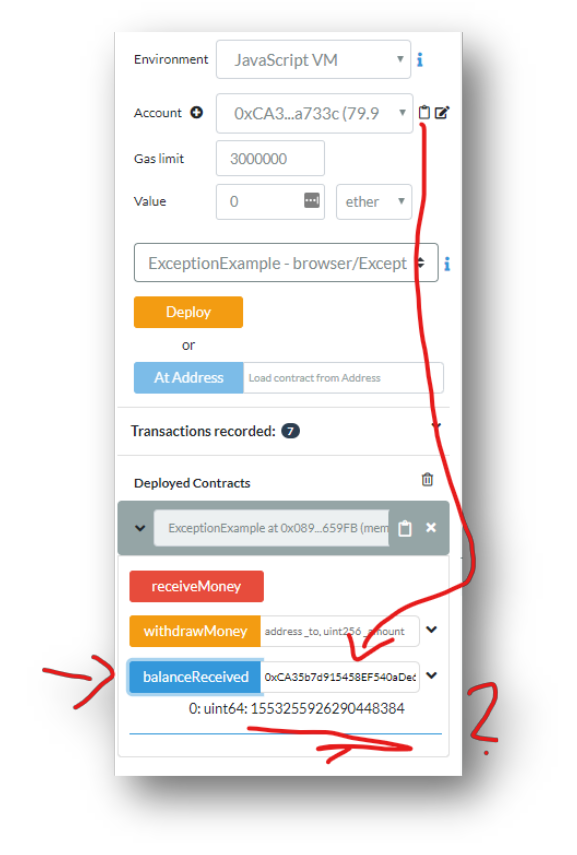 Environment JavaScript VM
Account 0xCA3...a733c (79.9
Gas limit 3000000
Value 0 ether
ExceptionExample - browser/Except
Deploy
or
At Address Load contract from Address
Transactions recorded: 7
Deployed Contracts
ExceptionExample at 0x089...659FB (mem
receiveMoney
withdrawMoney address _to, uint256 _amount
balanceReceived 0xCA35b7d915458EF540aDe6
0: uint64: 1553255926290448384
?